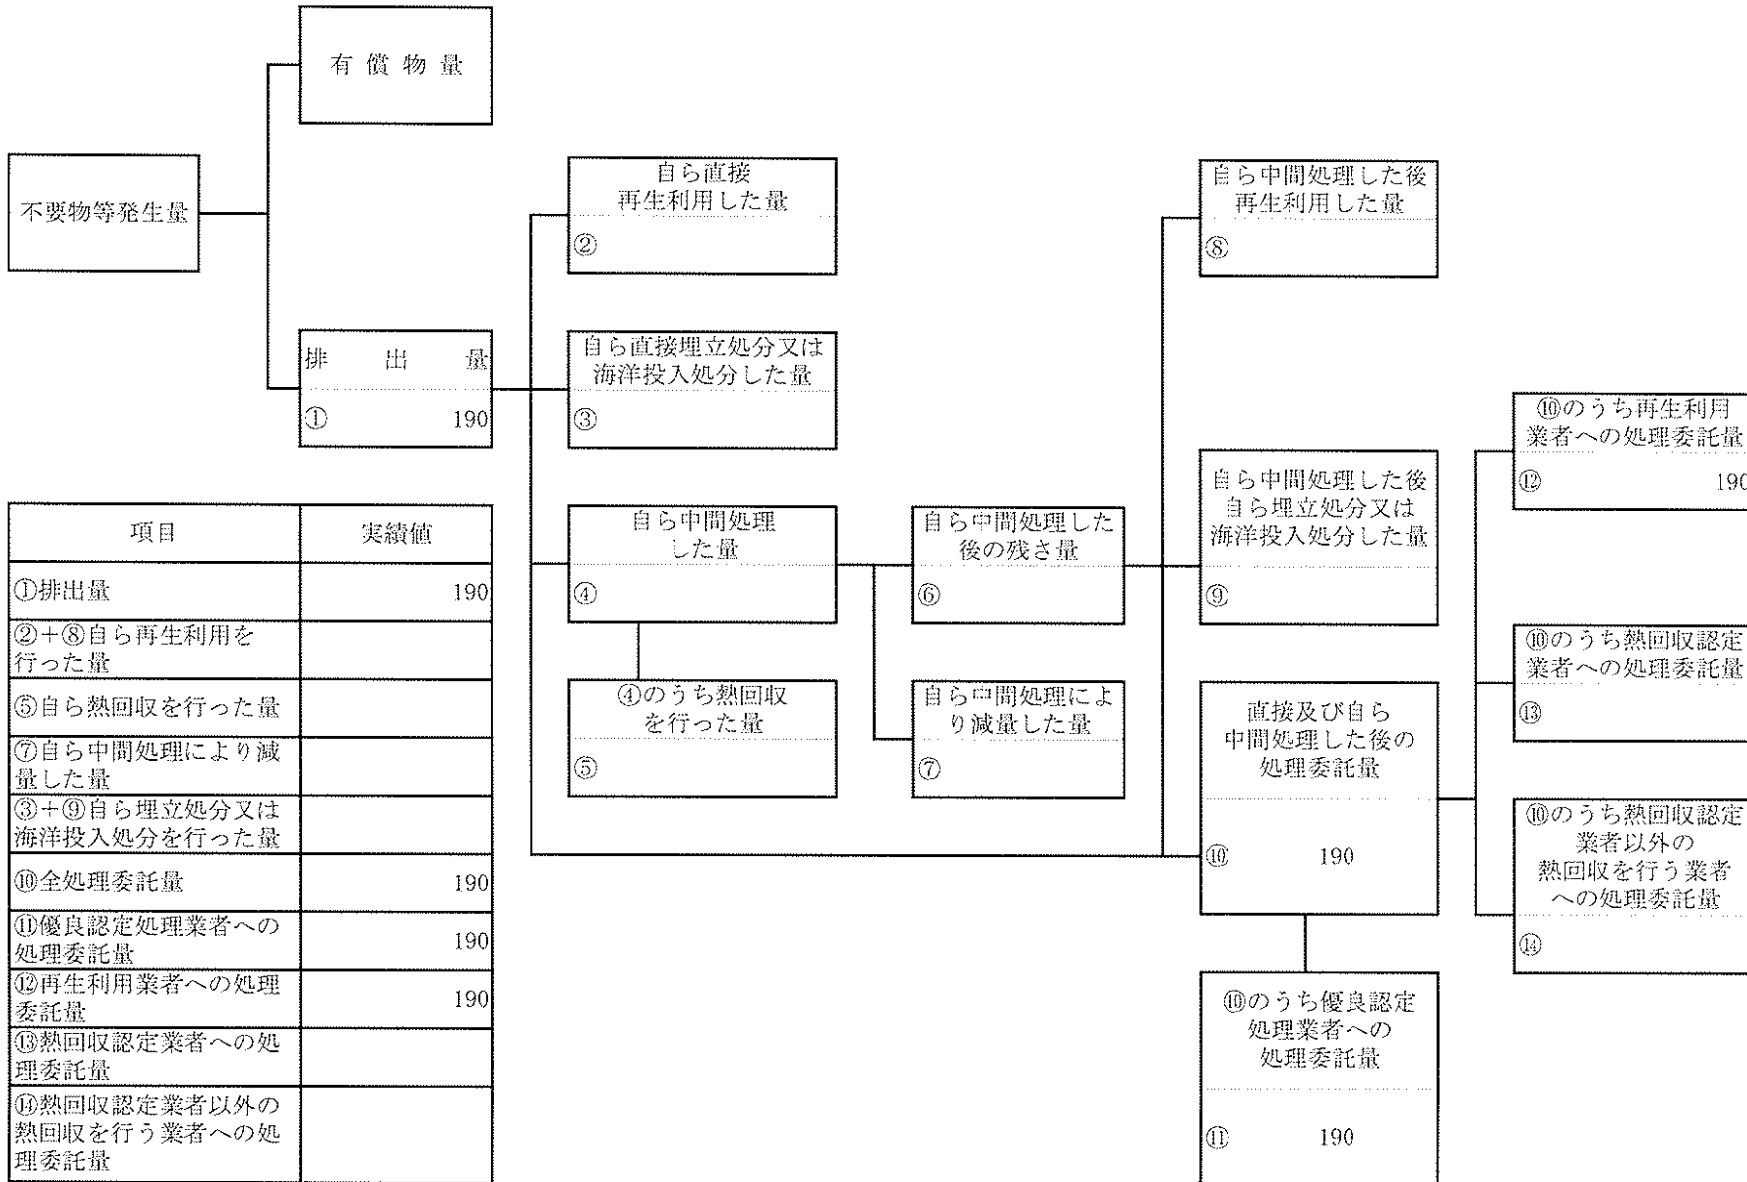 有償物量
不要物等発生量
排出量
① 190
自ら直接
再生利用した量
②
自ら直接埋立処分又は
海洋投入処分した量
③
自ら中間処理
した量
④
④のうち熱回収
を行った量
⑤
自ら中間処理した
後の残さ量
⑥
自ら中間処理によ
り減量した量
⑦
自ら中間処理した後
再生利用した量
⑧
自ら中間処理した後
自ら埋立処分又は
海洋投入処分した量
⑨
直接及び自ら
中間処理した後の
処理委託量
⑩ 190
⑩のうち優良認定
処理業者への
処理委託量
⑪ 190
⑩のうち再生利用
業者への処理委託量
⑫ 190
⑩のうち熱回収認定
業者への処理委託量
⑬
⑩のうち熱回収認定
業者以外の
熱回収を行う業者
への処理委託量
⑭
項目 実績値
①排出量 190
②+⑧自ら再生利用を
行った量
⑤自ら熱回収を行った量
⑦自ら中間処理により減
量した量
③+⑨自ら埋立処分又は
海洋投入処分を行った量
⑩全処理委託量 190
⑪優良認定処理業者への
処理委託量 190
⑫再生利用業者への処理
委託量 190
⑬熱回収認定業者への処
理委託量
⑭熱回収認定業者以外の
熱回収を行う業者への処
理委託量